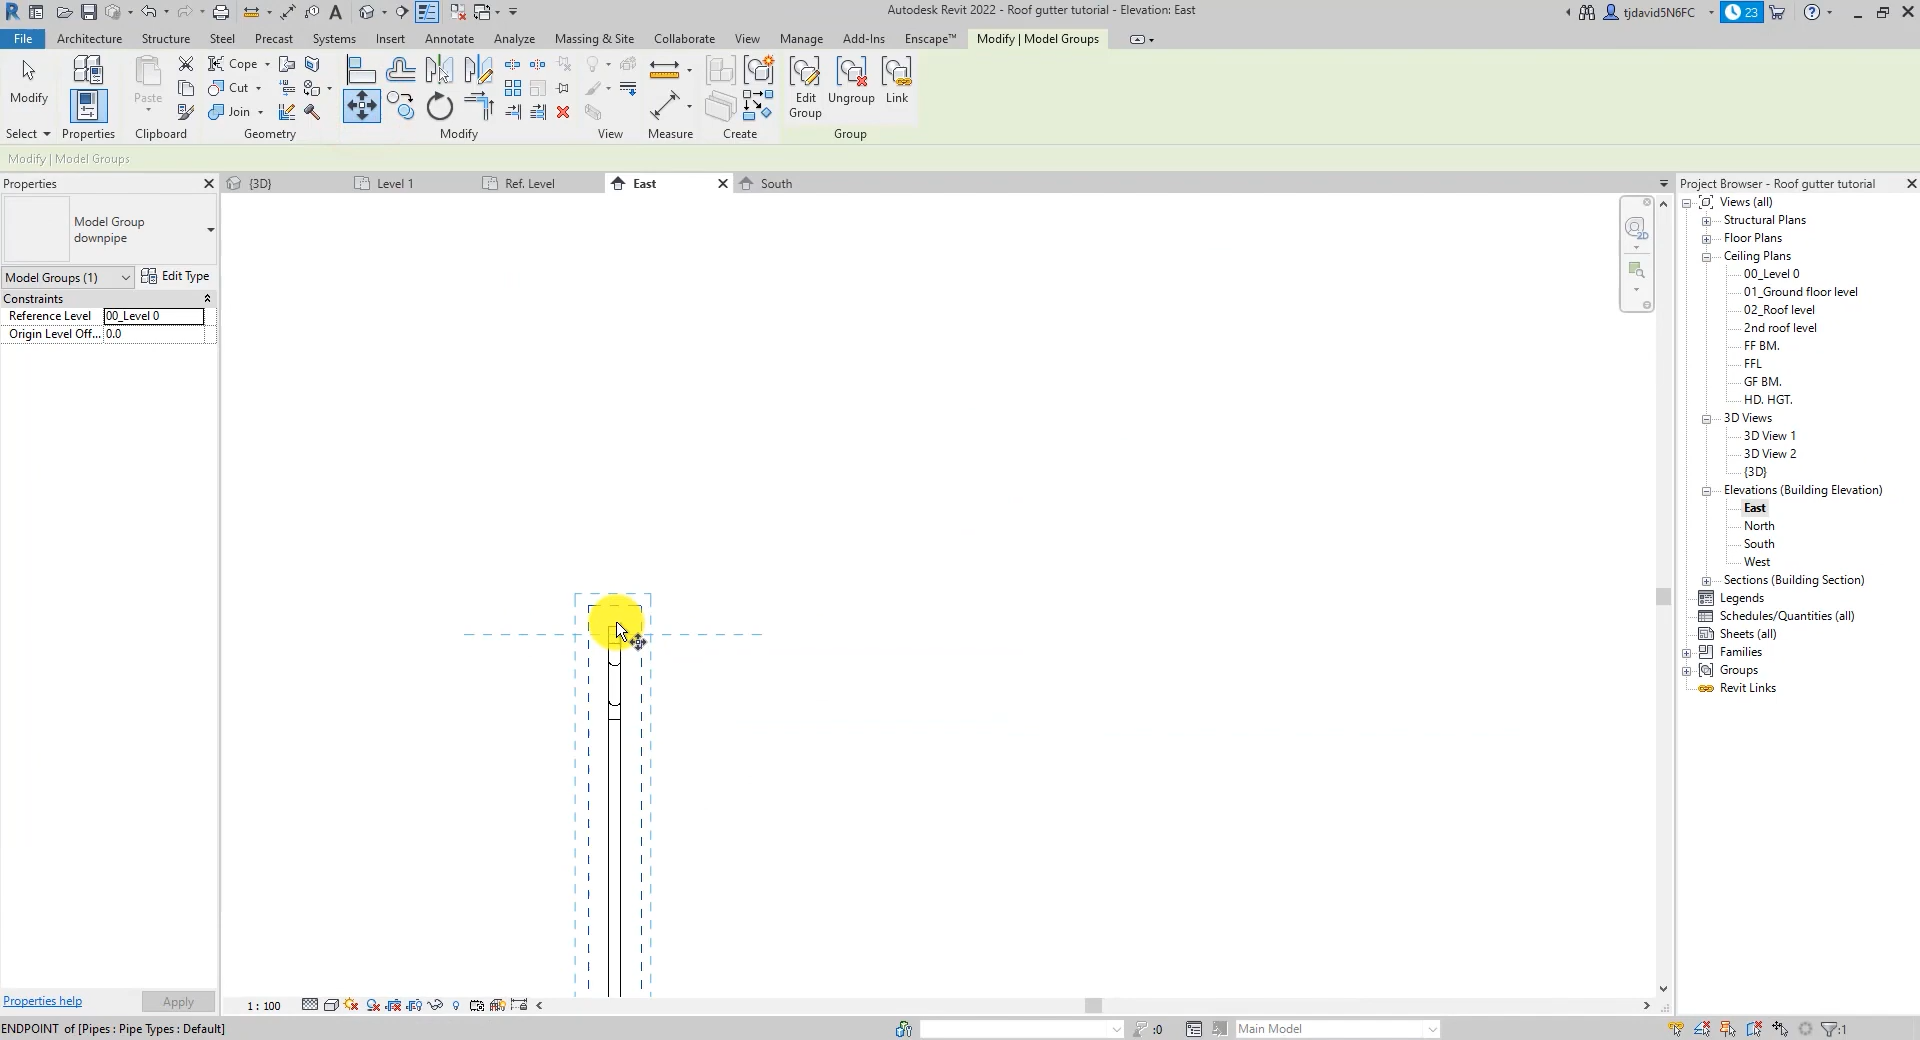 Autodesk Revit 2022 - Roof gutter tutorial - Elevation: East
tjdavid5N6FC
23
File Architecture Structure Steel Precast Systems Insert Annotate Analyze Massing & Site Collaborate View Manage Add-Ins Enscape™ Modify | Model Groups
Modify
Paste
Cope
Cut
Join
Edit
Group
Ungroup
Link
Select
Properties
Clipboard
Geometry
Modify
View
Measure
Create
Group
Modify | Model Groups
Properties
{3D}
Level 1
Ref. Level
East
South
Project Browser - Roof gutter tutorial
Model Group
downpipe
Model Groups (1)
Edit Type
Constraints
Reference Level 00_Level 0
Origin Level Off... 0.0
2D
Views (all)
Structural Plans
Floor Plans
Ceiling Plans
00_Level 0
01_Ground floor level
02_Roof level
2nd roof level
FF BM.
FFL
GF BM.
HD. HGT.
3D Views
3D View 1
3D View 2
{3D}
Elevations (Building Elevation)
East
North
South
West
Sections (Building Section)
Legends
Schedules/Quantities (all)
Sheets (all)
Families
Groups
Revit Links
Properties help
Apply
1 : 100
ENDPOINT of [Pipes : Pipe Types : Default]
:0
Main Model
:1